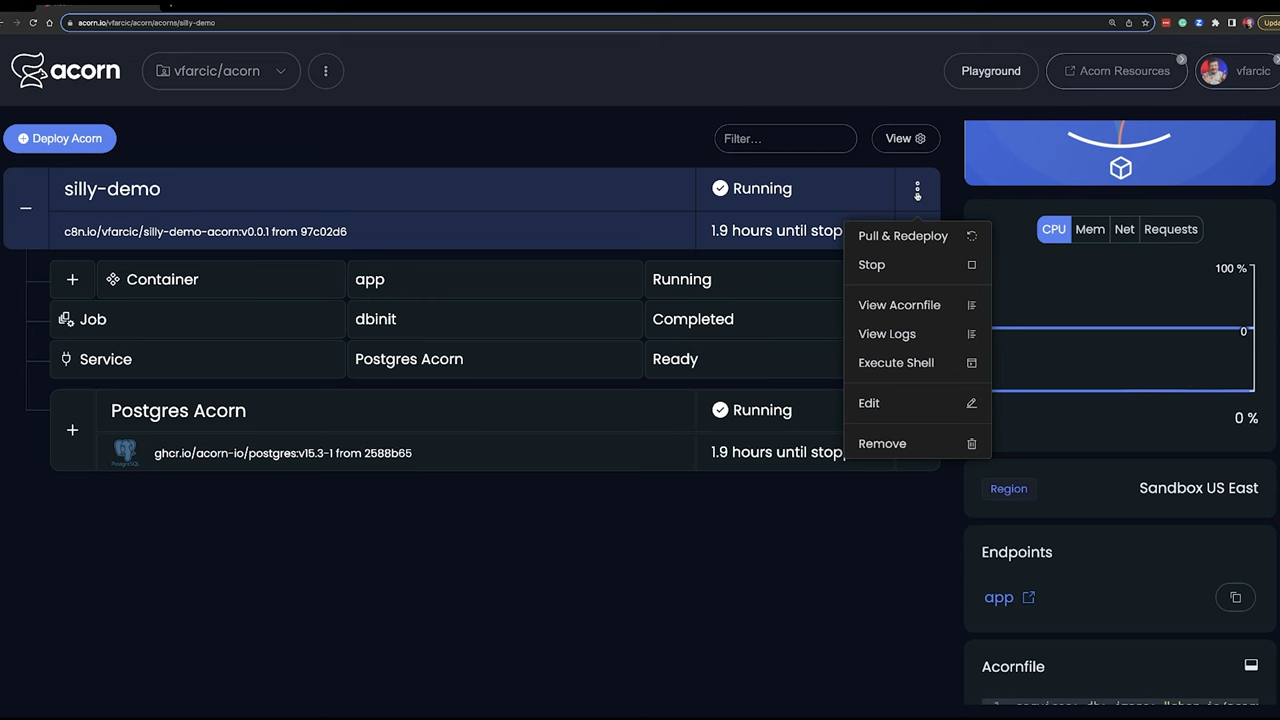 acorn.io/vfarcic/acorn/acorns/silly-demo
acorn
vfarcic/acorn
Playground
Acorn Resources
vfarcic
Deploy Acorn
Filter...
View
silly-demo
Running
c8n.io/vfarcic/silly-demo-acorn:v0.0.1 from 97c02d6
1.9 hours until stop
Container
app
Running
Job
dbinit
Completed
Service
Postgres Acorn
Ready
Postgres Acorn
Running
PostgreSQL
ghcr.io/acorn-io/postgres:v15.3-1 from 2588b65
1.9 hours until stop
Pull & Redeploy
Stop
View Acornfile
View Logs
Execute Shell
Edit
Remove
CPU
Mem
Net
Requests
100 %
0
0 %
Region
Sandbox US East
Endpoints
app
Acornfile